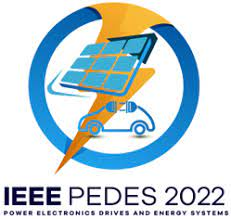 IEEE PEDES 2022
POWER ELECTRONICS DRIVES AND ENERGY SYSTEMS